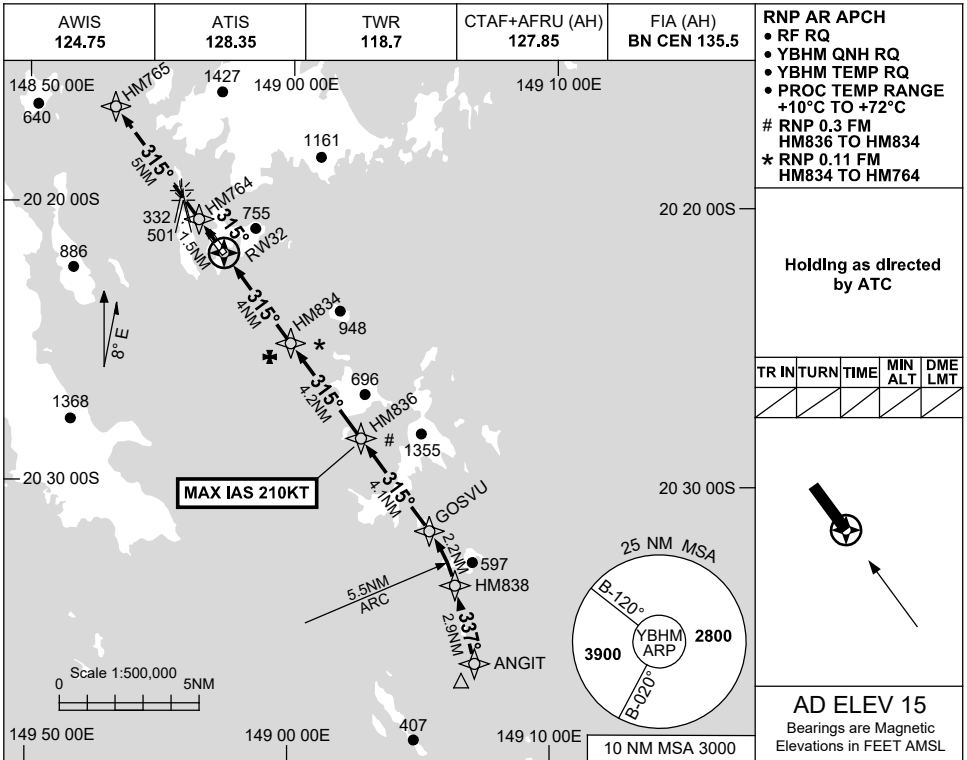 AWIS
124.75
ATIS
128.35
TWR
118.7
CTAF+AFRU (AH)
127.85
FIA (AH)
BN CEN 135.5
RNP AR APCH
• RF RQ
• YBHM QNH RQ
• YBHM TEMP RQ
• PROC TEMP RANGE
+10°C TO +72°C
# RNP 0.3 FM
HM836 TO HM834
* RNP 0.11 FM
HM834 TO HM764
Holding as directed
by ATC
TR IN
TURN
TIME
MIN
ALT
DME
LMT
148 50 00E
149 00 00E
149 10 00E
HM765
1427
640
1161
315°
5NM
20 20 00S
20 20 00S
HM764
332
501
315°
1.5NM
755
RW32
886
315°
4NM
HM834
*
948
8° E
315°
4.2NM
696
1368
HM836
#
1355
20 30 00S
20 30 00S
MAX IAS 210KT
315°
4.1NM
GOSVU
2.2NM
597
5.5NM
ARC
HM838
337°
2.9NM
ANGIT
25 NM MSA
B-120°
YBHM
ARP
2800
3900
B-020°
Scale 1:500,000
0
5NM
407
149 50 00E
149 00 00E
149 10 00E
10 NM MSA 3000
AD ELEV 15
Bearings are Magnetic
Elevations in FEET AMSL